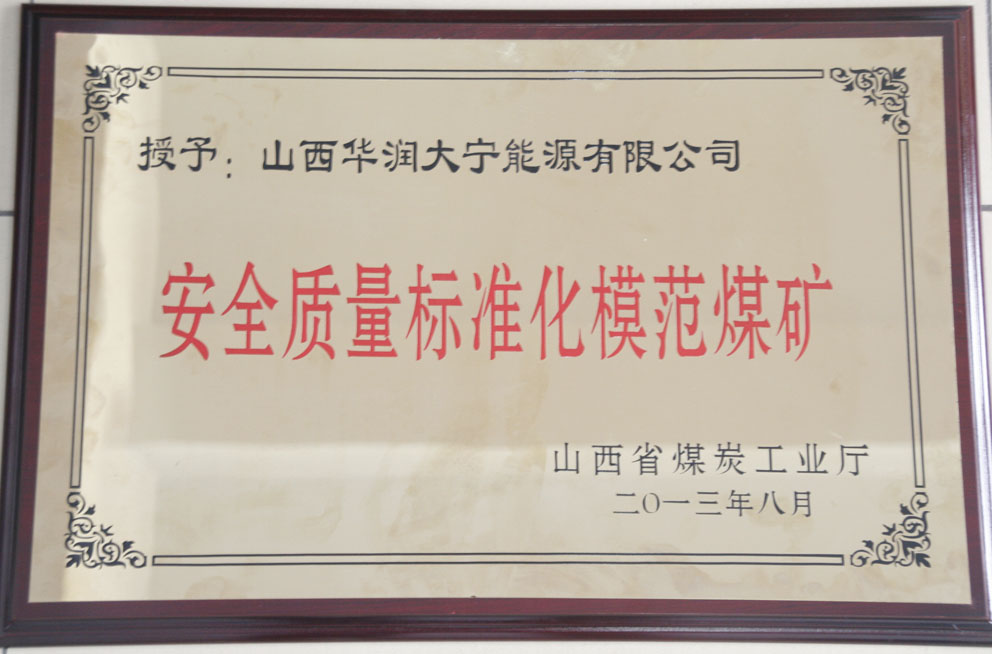 授予：山西华润大宁能源有限公司
安全质量标准化模范煤矿
山西省煤炭工业厅
二〇一三年八月